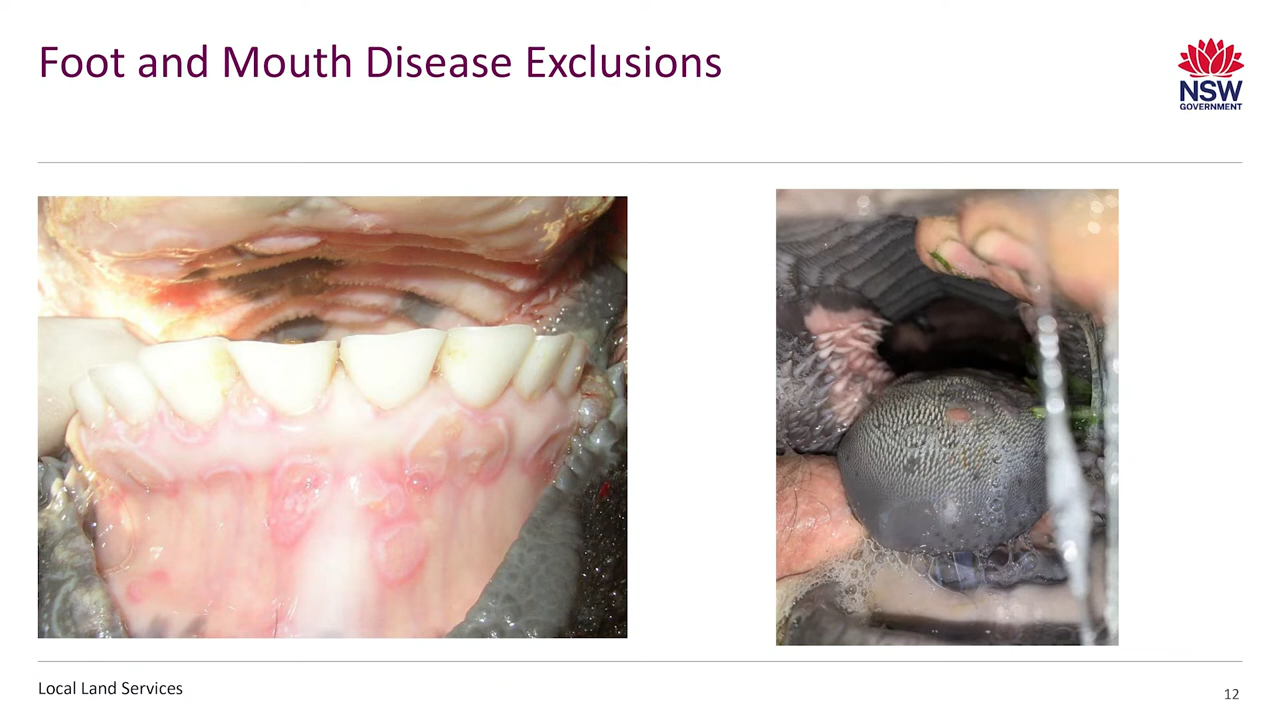 Foot and Mouth Disease Exclusions
NSW
GOVERNMENT
Local Land Services
12